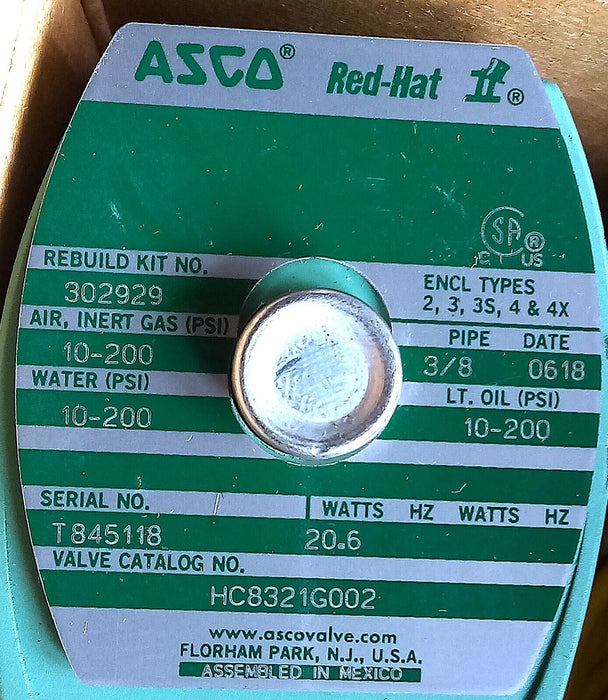 ASCO® Red-Hat II®
SA®
C US
REBUILD KIT NO.
302929
ENCL TYPES
2, 3, 3S, 4 & 4X
AIR, INERT GAS (PSI)
10-200
PIPE DATE
3/8 0618
WATER (PSI)
10-200
LT. OIL (PSI)
10-200
SERIAL NO.
T845118
WATTS HZ WATTS HZ
20.6
VALVE CATALOG NO.
HC8321G002
www.ascovalve.com
FLORHAM PARK, N.J., U.S.A.
ASSEMBLED IN MEXICO